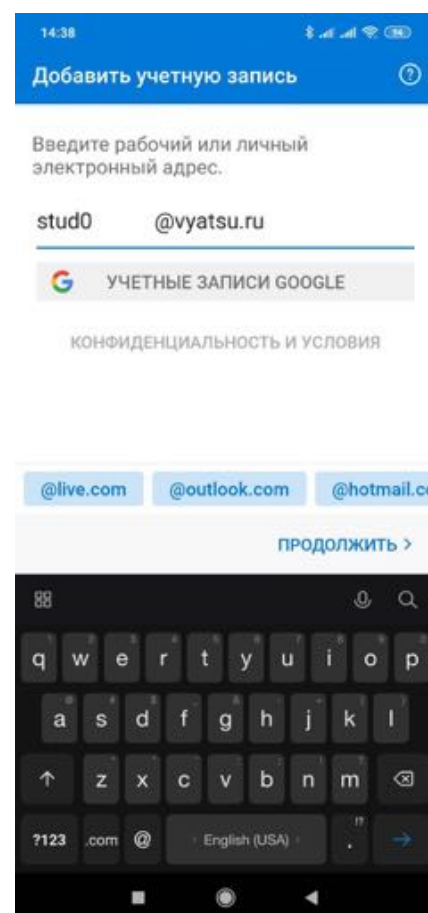 14:38
94
Добавить учетную запись
?
Введите рабочий или личный
электронный адрес.
stud0 @vyatsu.ru
G УЧЕТНЫЕ ЗАПИСИ GOOGLE
КОНФИДЕНЦИАЛЬНОСТЬ И УСЛОВИЯ
@live.com @outlook.com @hotmail.c
ПРОДОЛЖИТЬ >
q w e r t y u i o p
a s d f g h j k l
z x c v b n m
?123 .com @ English (USA) .